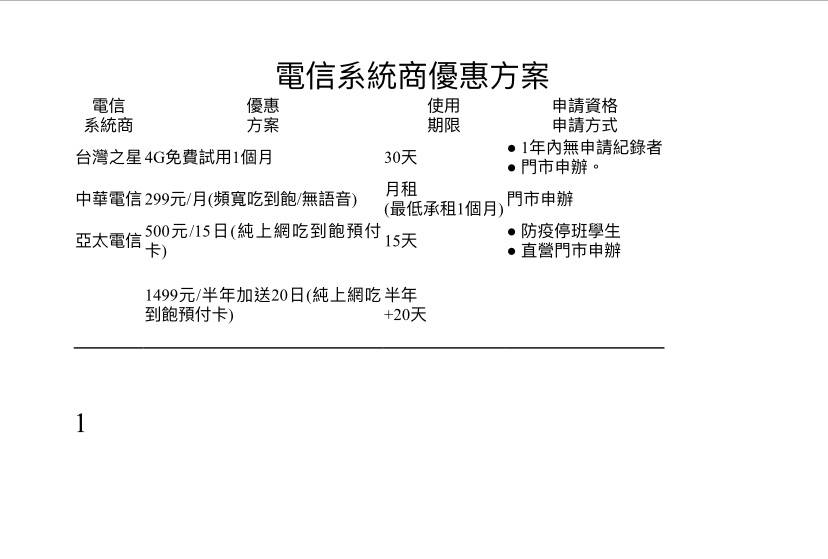 電信系統商優惠方案
電信
系統商
優惠
方案
使用
期限
申請資格
申請方式
台灣之星
4G免費試用1個月
30天
● 1年內無申請紀錄者
● 門市申辦。
中華電信
299元/月(頻寬吃到飽/無語音)
月租
(最低承租1個月)
門市申辦
亞太電信
500元/15日(純上網吃到飽預付
卡)
15天
● 防疫停班學生
● 直營門市申辦
1499元/半年加送20日(純上網吃
到飽預付卡)
半年
+20天
1